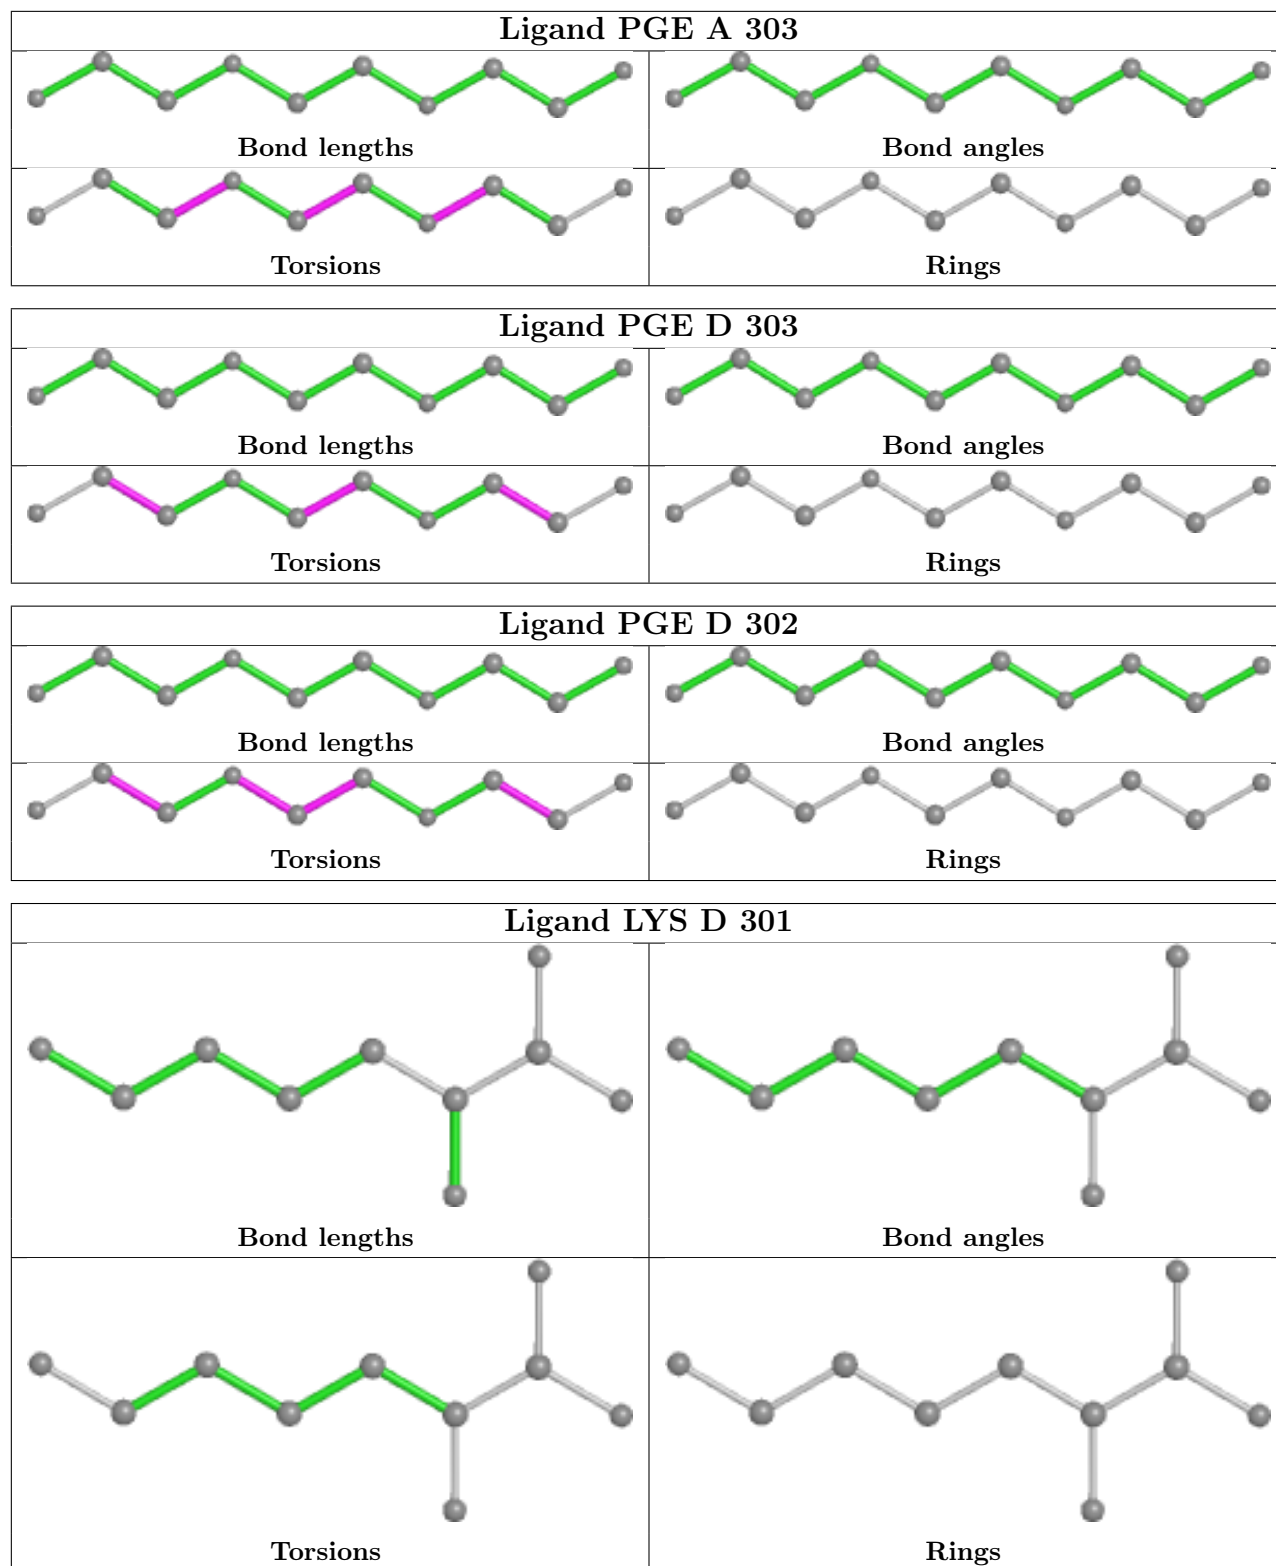 Ligand PGE A 303
Bond lengths
Bond angles
Torsions
Rings
Ligand PGE D 303
Bond lengths
Bond angles
Torsions
Rings
Ligand PGE D 302
Bond lengths
Bond angles
Torsions
Rings
Ligand LYS D 301
Bond lengths
Bond angles
Torsions
Rings